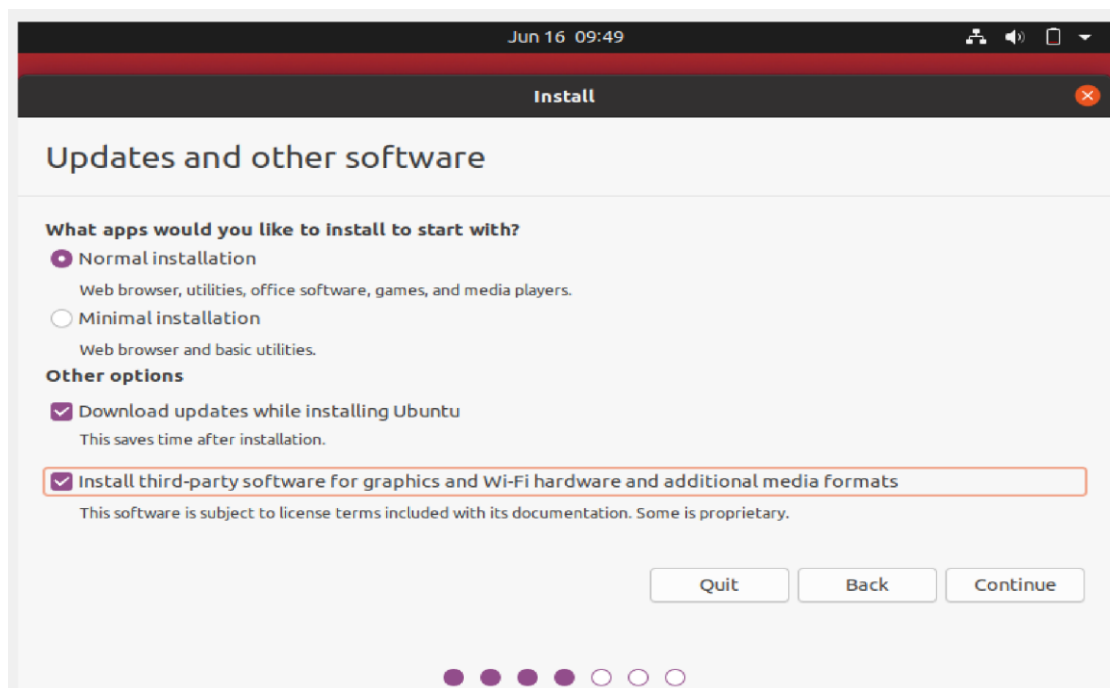 Jun 16 09:49
Install
Updates and other software
What apps would you like to install to start with?
Normal installation
Web browser, utilities, office software, games, and media players.
Minimal installation
Web browser and basic utilities.
Other options
Download updates while installing Ubuntu
This saves time after installation.
Install third-party software for graphics and Wi-Fi hardware and additional media formats
This software is subject to license terms included with its documentation. Some is proprietary.
Quit Back Continue